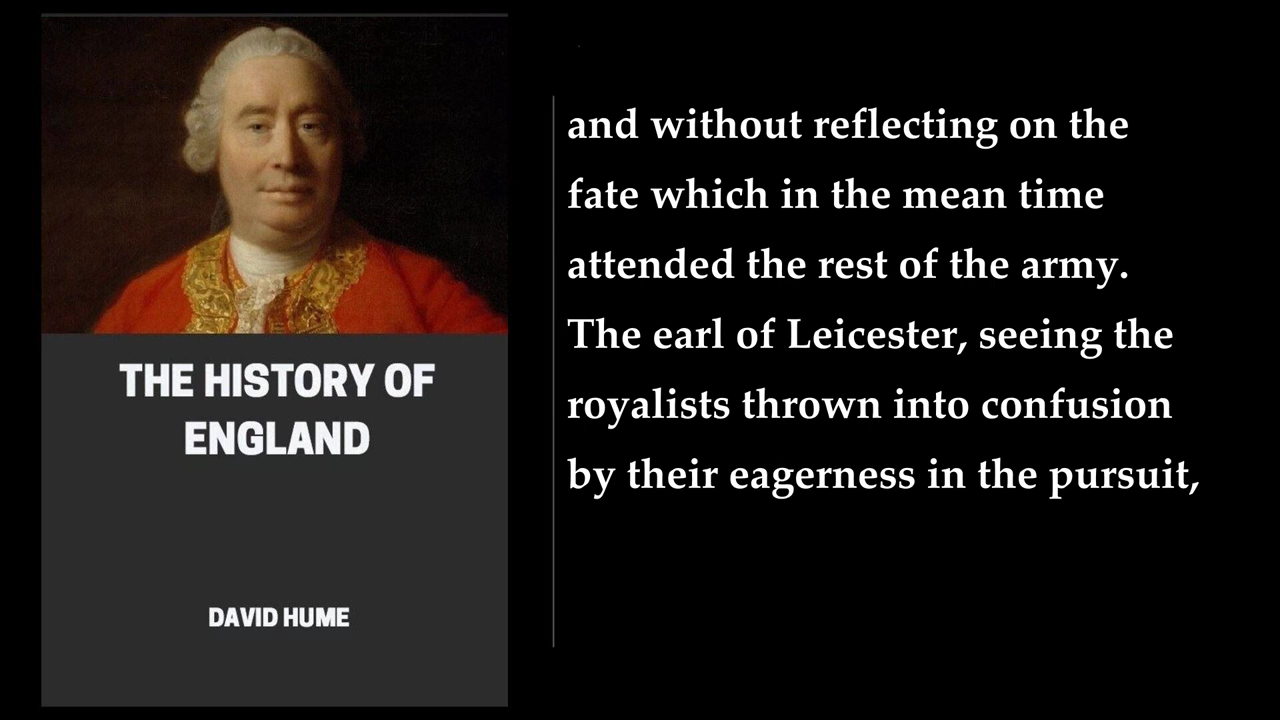 THE HISTORY OF
ENGLAND
DAVID HUME
and without reflecting on the
fate which in the mean time
attended the rest of the army.
The earl of Leicester, seeing the
royalists thrown into confusion
by their eagerness in the pursuit,